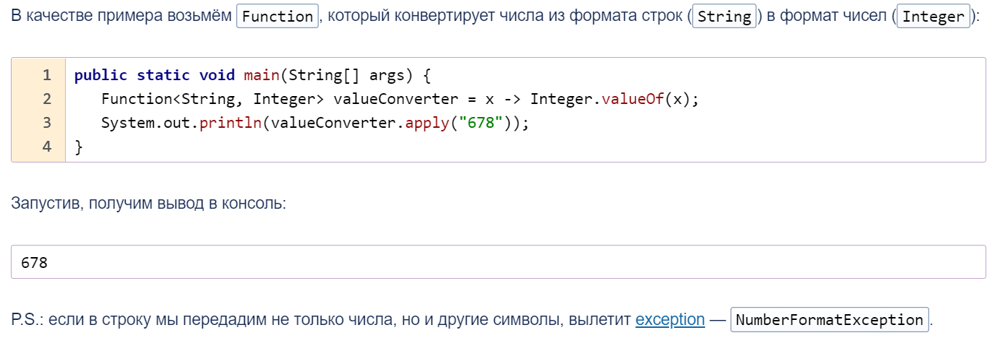 В качестве примера возьмём Function, который конвертирует числа из формата строк (String) в формат чисел (Integer):
1 public static void main(String[] args) {
2    Function<String, Integer> valueConverter = x -> Integer.valueOf(x);
3    System.out.println(valueConverter.apply("678"));
4 }
Запустив, получим вывод в консоль:
678
P.S.: если в строку мы передадим не только числа, но и другие символы, вылетит exception — NumberFormatException.